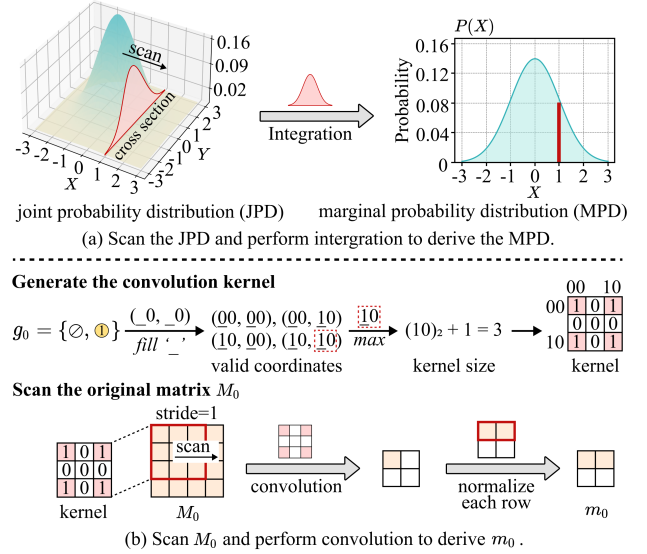 P(X)
0.16
0.09
0.02
scan
cross section
-3 -2 -1 0 1 2 3
X
-3 -2 -1 0 1 2 3
Y
Integration
Probability
0.16
0.12
0.08
0.04
0
-3 -2 -1 0 1 2 3
X
joint probability distribution (JPD)
marginal probability distribution (MPD)
(a) Scan the JPD and perform intergration to derive the MPD.
Generate the convolution kernel
g₀ = {∅, ①}
(_0, _0)
fill ‘_’
(00, 00), (00, 10)
(10, 00), (10, 10)
valid coordinates
10
max
(10)₂ + 1 = 3
kernel size
00 10
00 1 0 1
0 0 0
10 1 0 1
kernel
Scan the original matrix M₀
stride=1
1 0 1
0 0 0
1 0 1
kernel
scan
M₀
convolution
normalize
each row
m₀
(b) Scan M₀ and perform convolution to derive m₀ .